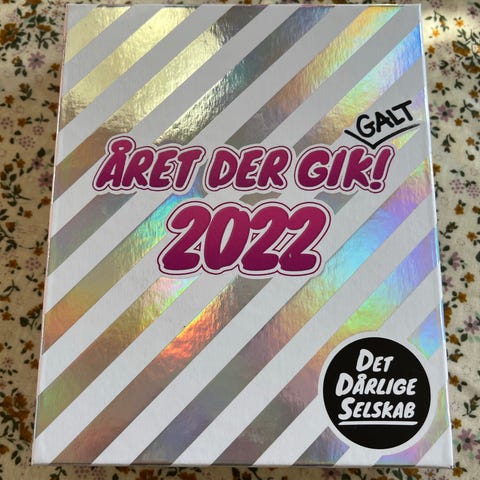 GALT
ÅRET DER GIK!
2022
DET
DÅRLIGE
SELSKAB